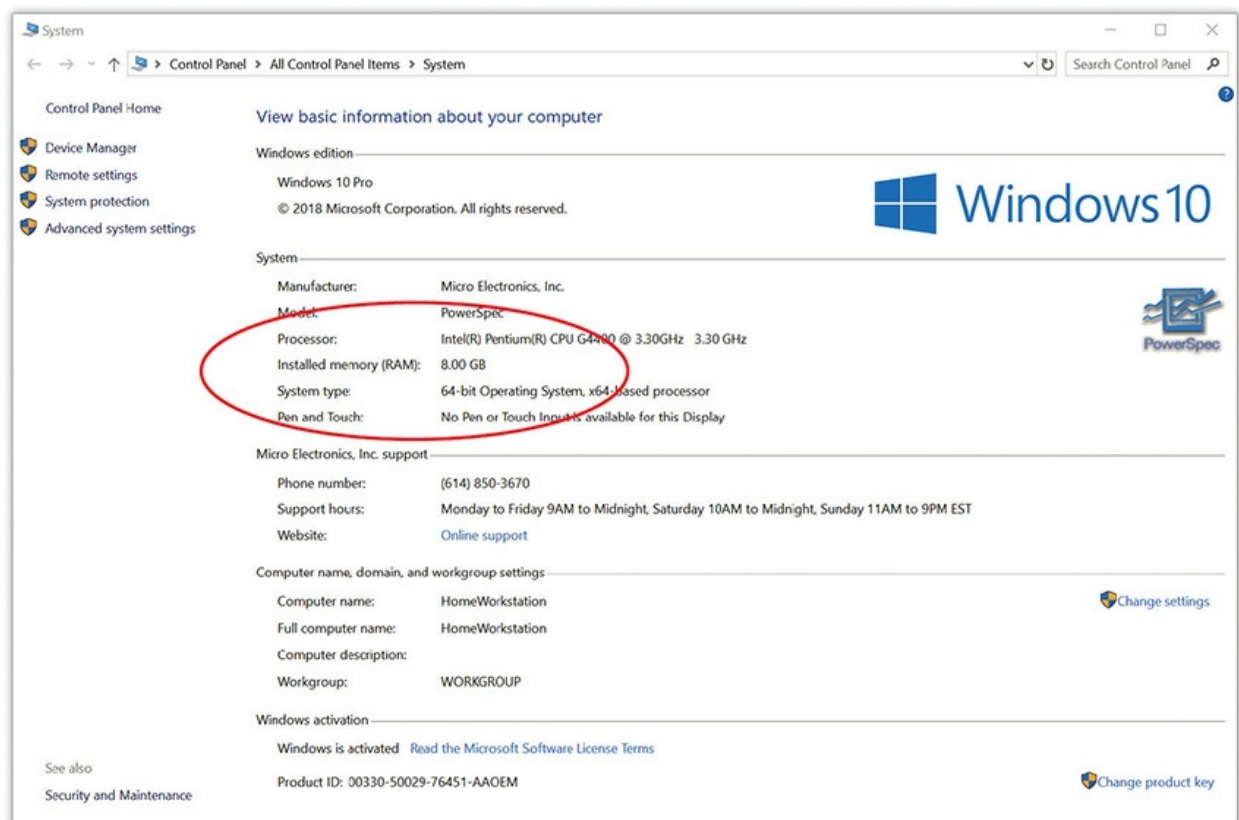 System
Control Panel > All Control Panel Items > System
Search Control Panel
Control Panel Home
Device Manager
Remote settings
System protection
Advanced system settings
View basic information about your computer
Windows edition
Windows 10 Pro
© 2018 Microsoft Corporation. All rights reserved.
Windows 10
System
Manufacturer: Micro Electronics, Inc.
Model: PowerSpec
Processor: Intel(R) Pentium(R) CPU G4400 @ 3.30GHz 3.30 GHz
Installed memory (RAM): 8.00 GB
System type: 64-bit Operating System, x64-based processor
Pen and Touch: No Pen or Touch Input is available for this Display
PowerSpec
Micro Electronics, Inc. support
Phone number: (614) 850-3670
Support hours: Monday to Friday 9AM to Midnight, Saturday 10AM to Midnight, Sunday 11AM to 9PM EST
Website: Online support
Computer name, domain, and workgroup settings
Computer name: HomeWorkstation
Change settings
Full computer name: HomeWorkstation
Computer description:
Workgroup: WORKGROUP
Windows activation
Windows is activated Read the Microsoft Software License Terms
Product ID: 00330-50029-76451-AAOEM
Change product key
See also
Security and Maintenance